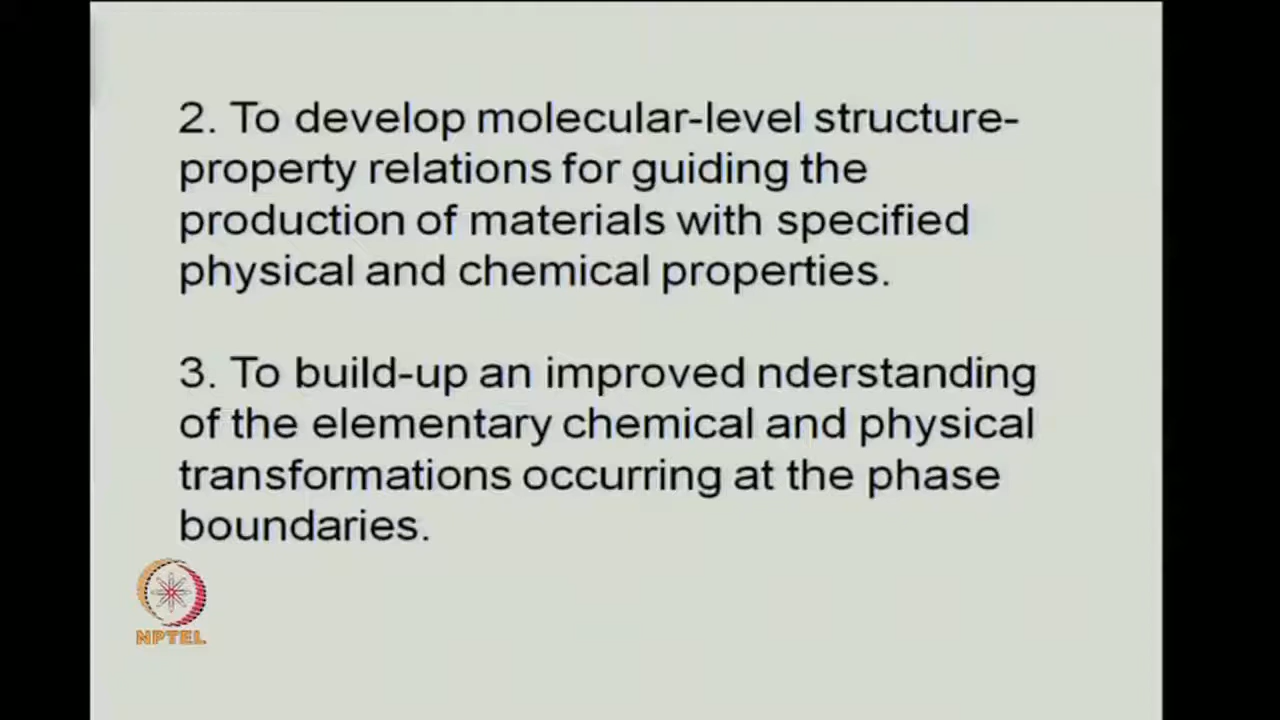 2. To develop molecular-level structure-
property relations for guiding the
production of materials with specified
physical and chemical properties.
3. To build-up an improved nderstanding
of the elementary chemical and physical
transformations occurring at the phase
boundaries.
NPTEL